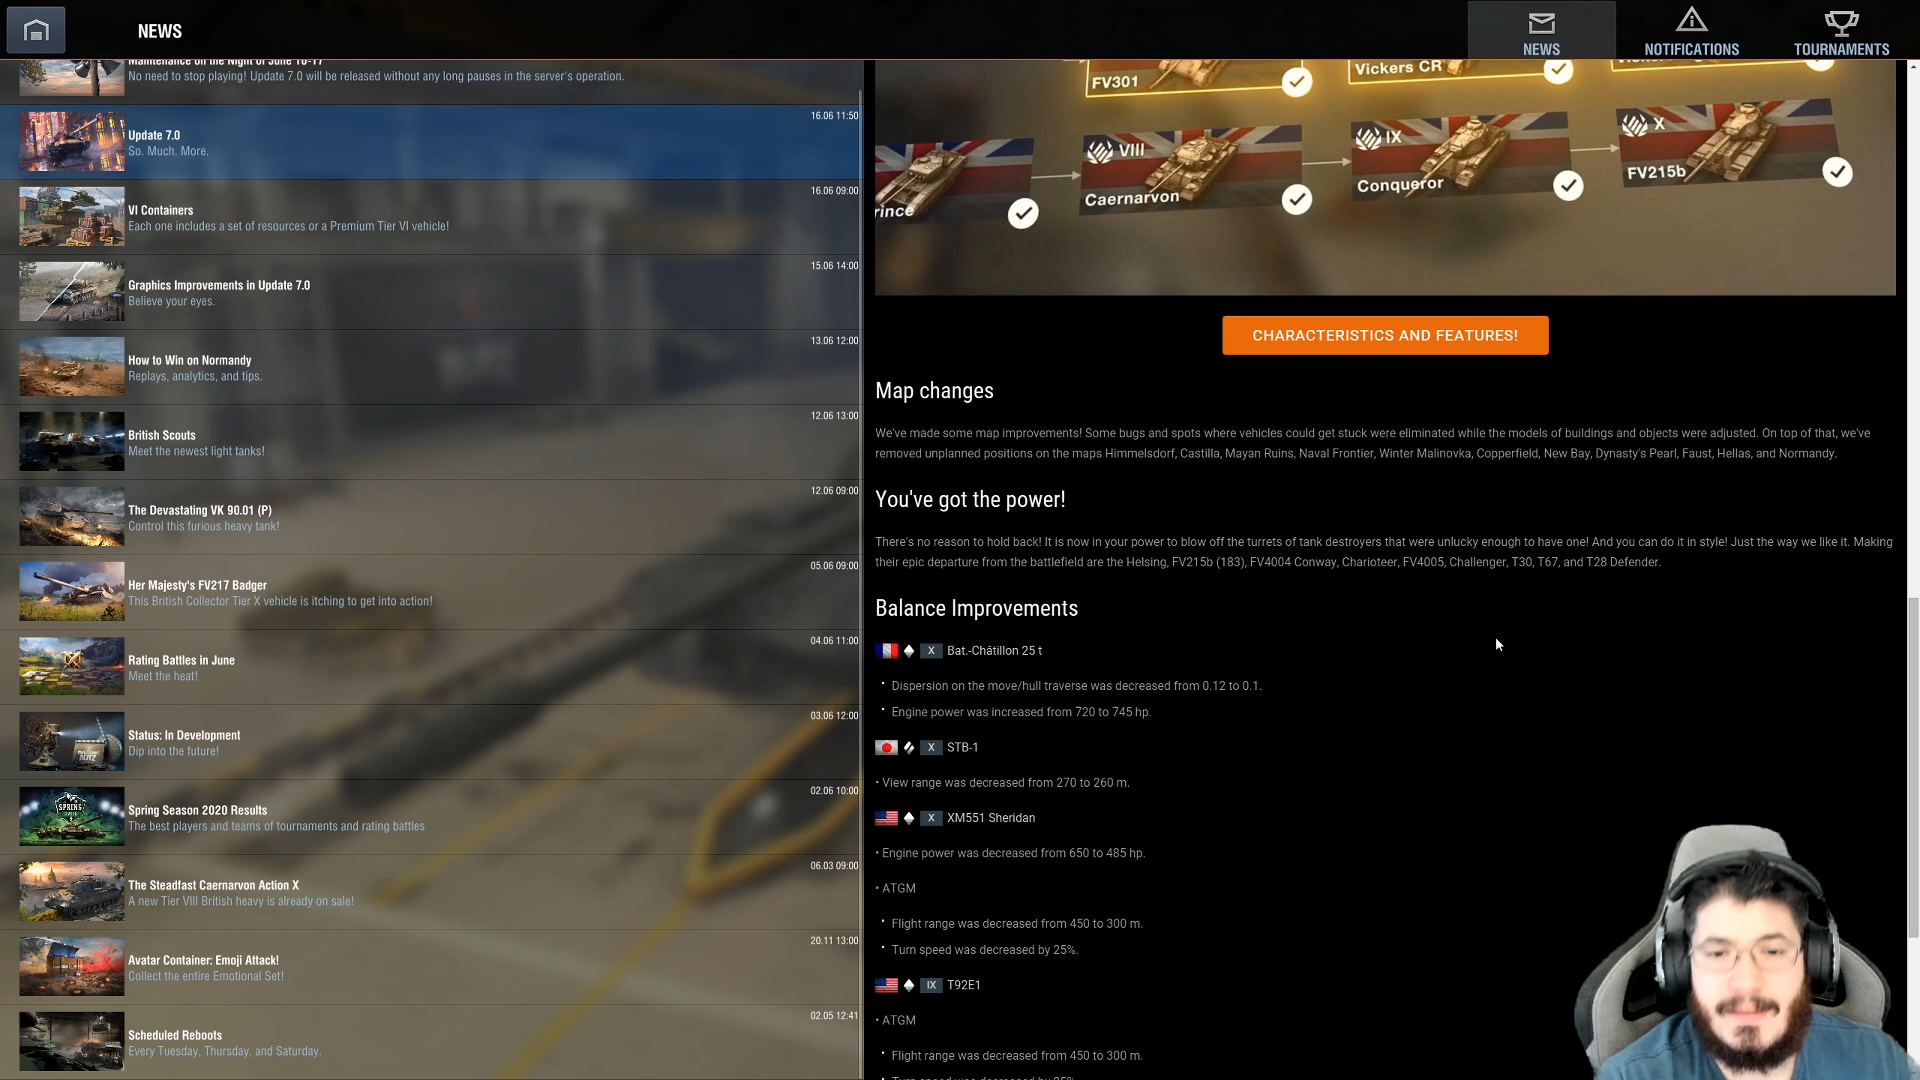 NEWS
NEWS
NOTIFICATIONS
TOURNAMENTS
Maintenance on the Night of June 16-17
No need to stop playing! Update 7.0 will be released without any long pauses in the server's operation.
16.06 11:50
Update 7.0
So. Much. More.
16.06 09:00
VI Containers
Each one includes a set of resources or a Premium Tier VI vehicle!
15.06 14:00
Graphics Improvements in Update 7.0
Believe your eyes.
13.06 12:00
How to Win on Normandy
Replays, analytics, and tips.
12.06 13:00
British Scouts
Meet the newest light tanks!
12.06 09:00
The Devastating VK 90.01 (P)
Control this furious heavy tank!
05.06 09:00
Her Majesty's FV217 Badger
This British Collector Tier X vehicle is itching to get into action!
04.06 11:00
Rating Battles in June
Meet the heat!
03.06 12:00
Status: In Development
Dip into the future!
02.06 10:00
Spring Season 2020 Results
The best players and teams of tournaments and rating battles
06.03 09:00
The Steadfast Caernarvon Action X
A new Tier VIII British heavy is already on sale!
20.11 13:00
Avatar Container: Emoji Attack!
Collect the entire Emotional Set!
02.05 12:41
Scheduled Reboots
Every Tuesday, Thursday, and Saturday.
FV301
Vickers CR
rince
VIII
Caernarvon
IX
Conqueror
X
FV215b
CHARACTERISTICS AND FEATURES!
Map changes
We've made some map improvements! Some bugs and spots where vehicles could get stuck were eliminated while the models of buildings and objects were adjusted. On top of that, we've
removed unplanned positions on the maps Himmelsdorf, Castilla, Mayan Ruins, Naval Frontier, Winter Malinovka, Copperfield, New Bay, Dynasty's Pearl, Faust, Hellas, and Normandy.
You've got the power!
There's no reason to hold back! It is now in your power to blow off the turrets of tank destroyers that were unlucky enough to have one! And you can do it in style! Just the way we like it. Making
their epic departure from the battlefield are the Helsing, FV215b (183), FV4004 Conway, Charioteer, FV4005, Challenger, T30, T67, and T28 Defender.
Balance Improvements
X Bat.-Châtillon 25 t
• Dispersion on the move/hull traverse was decreased from 0.12 to 0.1.
• Engine power was increased from 720 to 745 hp.
X STB-1
• View range was decreased from 270 to 260 m.
X XM551 Sheridan
• Engine power was decreased from 650 to 485 hp.
• ATGM
• Flight range was decreased from 450 to 300 m.
• Turn speed was decreased by 25%.
IX T92E1
• ATGM
• Flight range was decreased from 450 to 300 m.
• Turn speed was decreased by 25%.